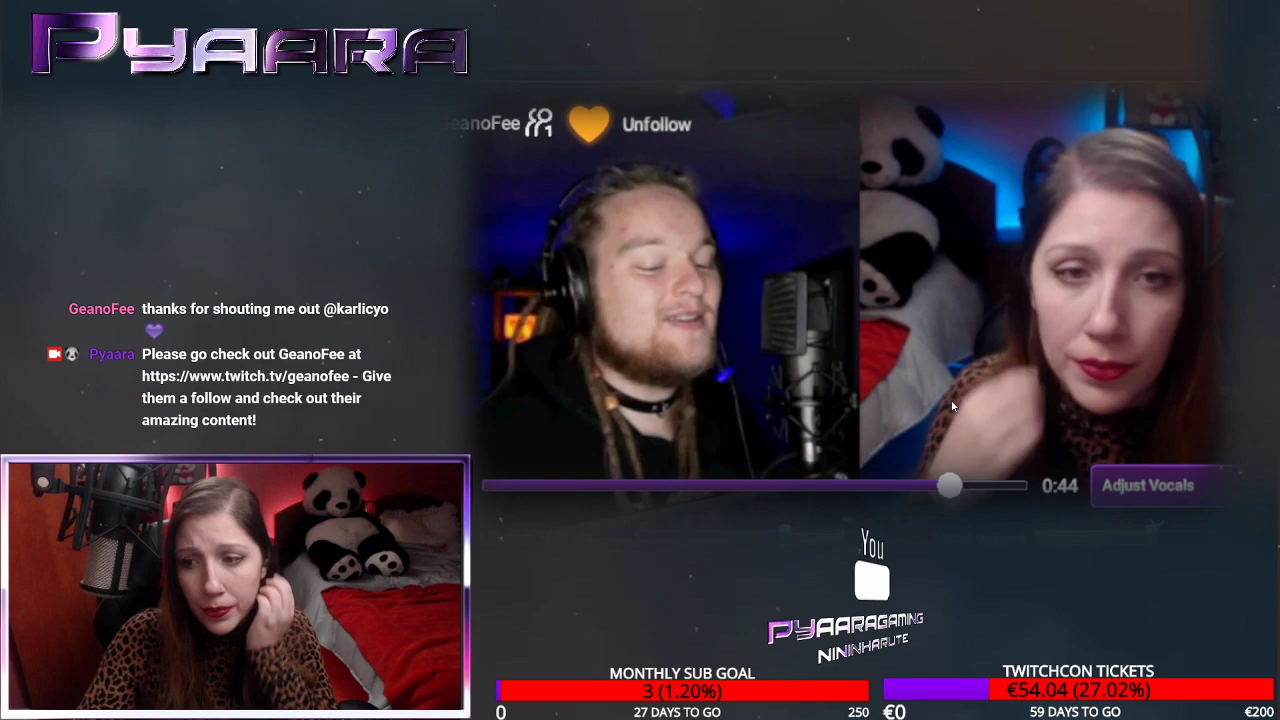 PYAARA
eanoFee
Unfollow
GeanoFee thanks for shouting me out @karlicyo
Pyaara Please go check out GeanoFee at
https://www.twitch.tv/geanofee - Give
them a follow and check out their
amazing content!
0:44
Adjust Vocals
You
PYAARAGAMING
NININHARUTE
MONTHLY SUB GOAL
3 (1.20%)
0 27 DAYS TO GO 250
TWITCHCON TICKETS
€54.04 (27.02%)
€0 59 DAYS TO GO €200